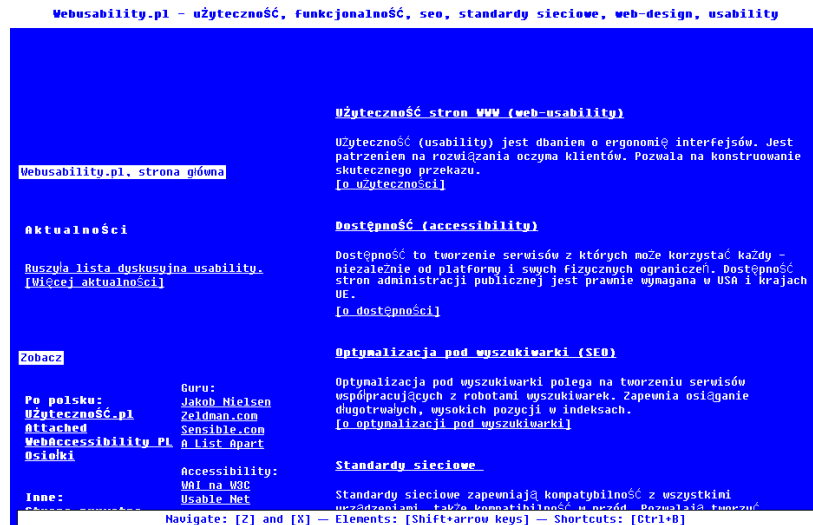 Webusability.pl - użyteczność, funkcjonalność, seo, standardy sieciowe, web-design, usability
Webusability.pl, strona główna
Aktualności
Ruszyła lista dyskusyjna usability.
[Więcej aktualności]
Zobacz
Po polsku:
Użyteczność.pl
Attached
WebAccessibility PL
Osiołki
Inne:
Guru:
Jakob Nielsen
Zeldman.com
Sensible.com
A List Apart
Accessibility:
WAI na W3C
Usable Net
Użyteczność stron WWW (web-usability)
Użyteczność (usability) jest dbaniem o ergonomię interfejsów. Jest
patrzeniem na rozwiązania oczyma klientów. Pozwala na konstruowanie
skutecznego przekazu.
[o użyteczności]
Dostępność (accessibility)
Dostępność to tworzenie serwisów z których może korzystać każdy -
niezależnie od platformy i swych fizycznych ograniczeń. Dostępność
stron administracji publicznej jest prawnie wymagana w USA i krajach
UE.
[o dostępności]
Optymalizacja pod wyszukiwarki (SEO)
Optymalizacja pod wyszukiwarki polega na tworzeniu serwisów
współpracujących z robotami wyszukiwarek. Zapewnia osiąganie
długotrwałych, wysokich pozycji w indeksach.
[o optymalizacji pod wyszukiwarki]
Standardy sieciowe
Standardy sieciowe zapewniają kompatybilność z wszystkimi
urządzeniami, także kompatybilność w przód. Pozwalają tworzyć
Navigate: [Z] and [X] — Elements: [Shift+arrow keys] — Shortcuts: [Ctrl+B]